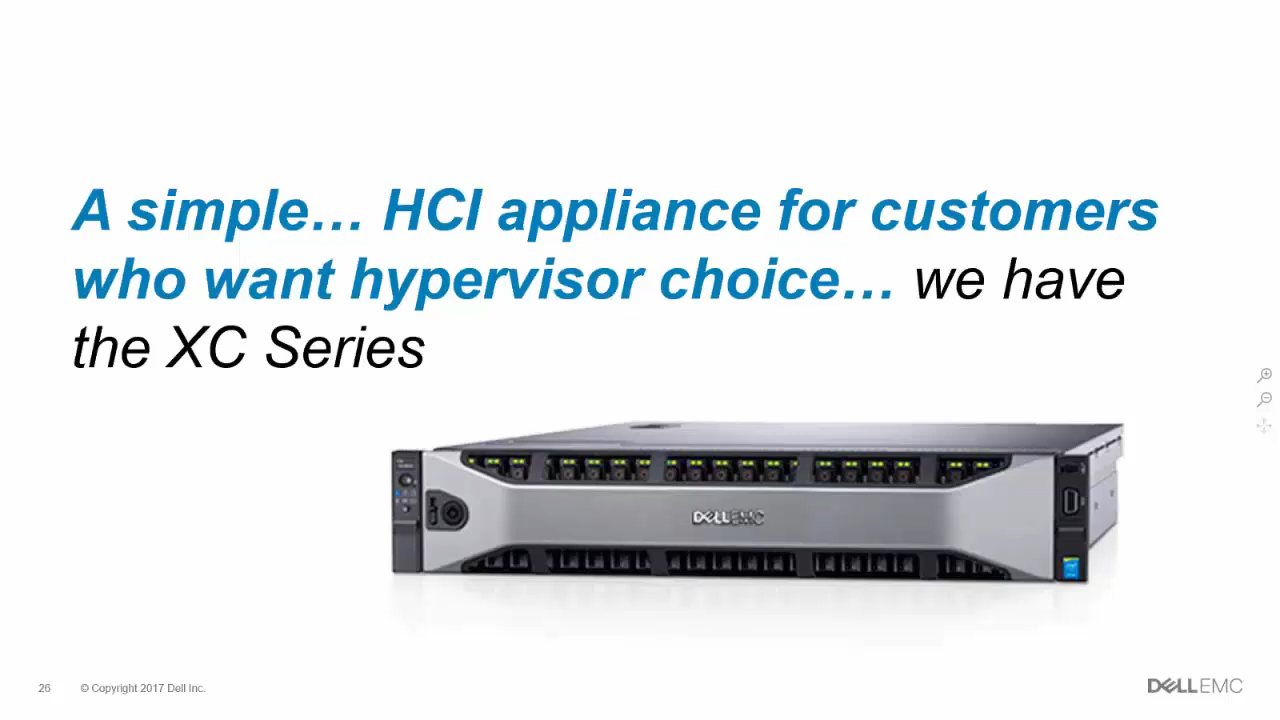 A simple… HCI appliance for customers
who want hypervisor choice… we have
the XC Series
DELLEMC
26 © Copyright 2017 Dell Inc.
DELLEMC